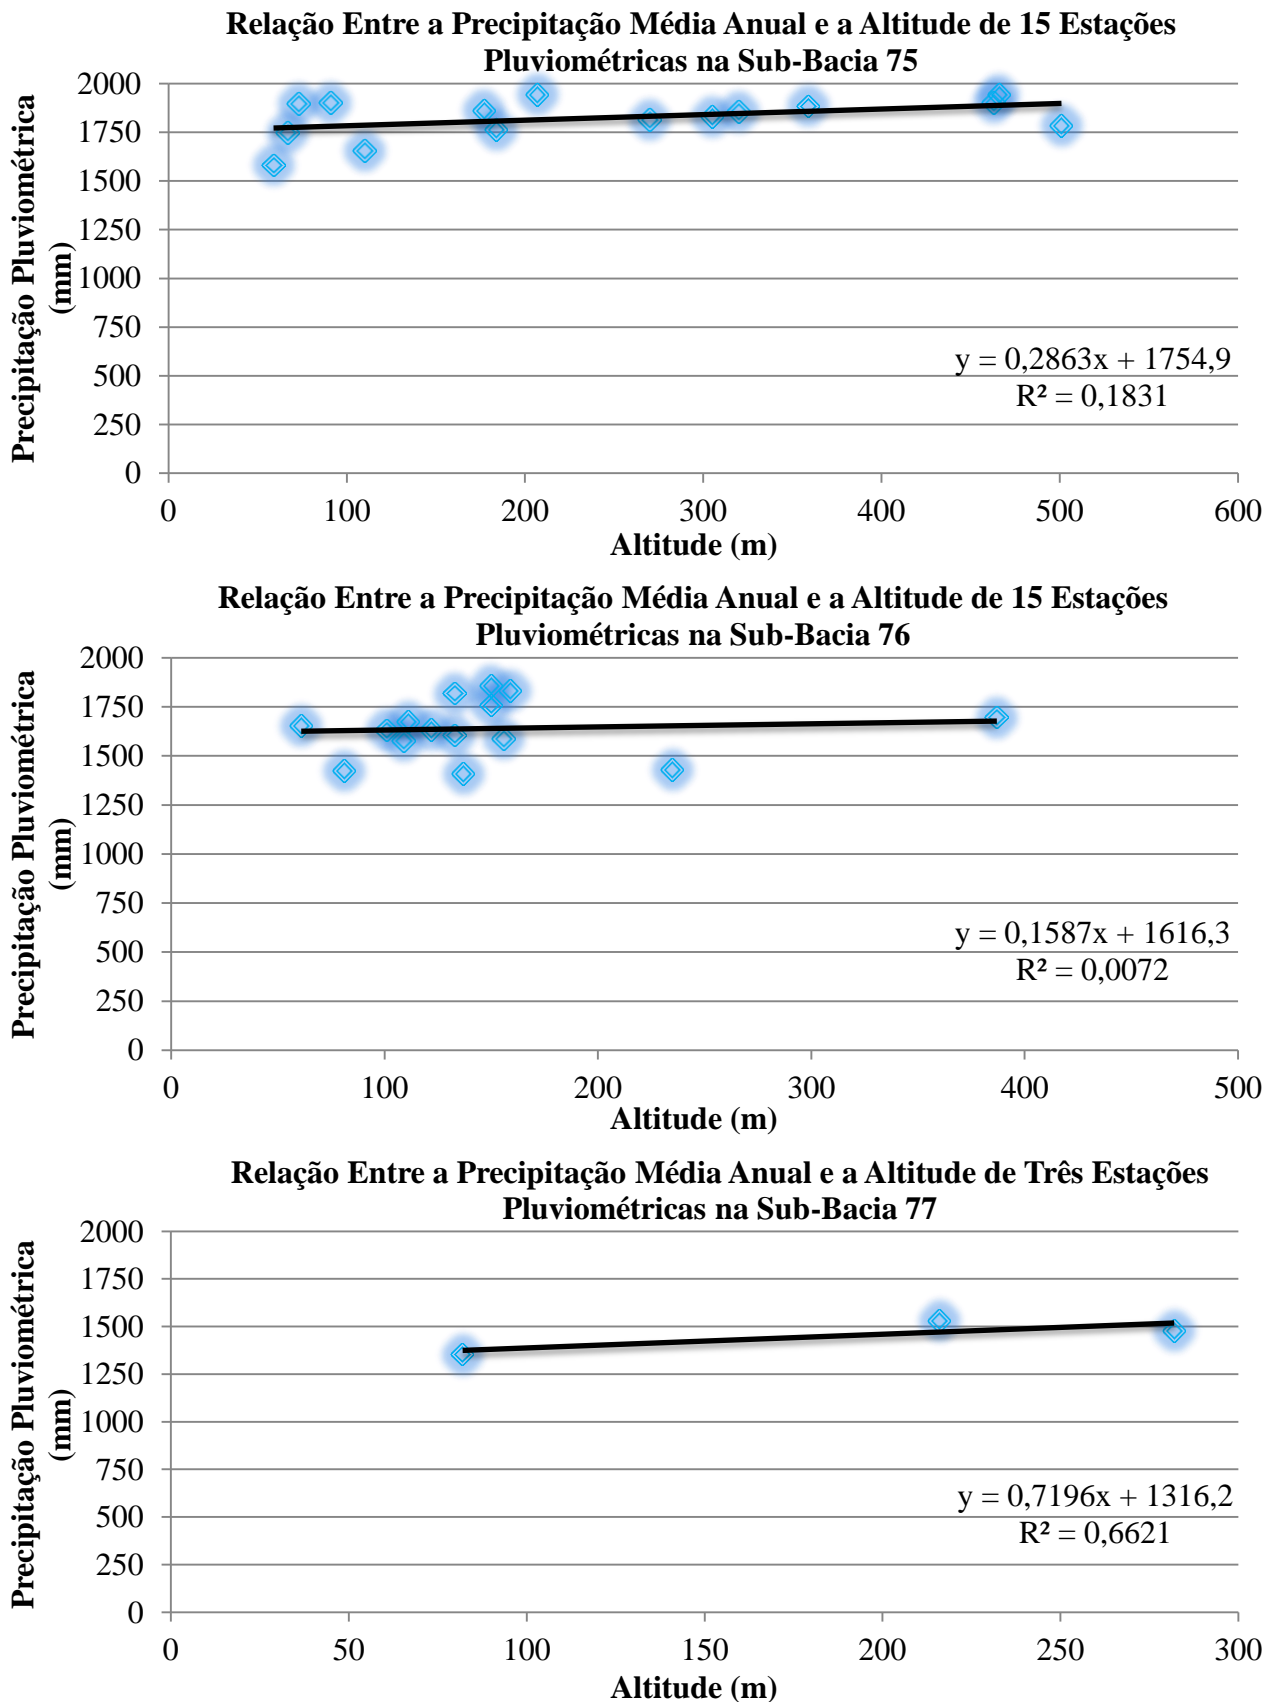 Relação Entre a Precipitação Média Anual e a Altitude de 15 Estações
Pluviométricas na Sub-Bacia 75
Precipitação Pluviométrica
(mm)
2000
1750
1500
1250
1000
750
500
250
0
y = 0,2863x + 1754,9
R² = 0,1831
0 100 200 300 400 500 600
Altitude (m)
Relação Entre a Precipitação Média Anual e a Altitude de 15 Estações
Pluviométricas na Sub-Bacia 76
Precipitação Pluviométrica
(mm)
2000
1750
1500
1250
1000
750
500
250
0
y = 0,1587x + 1616,3
R² = 0,0072
0 100 200 300 400 500
Altitude (m)
Relação Entre a Precipitação Média Anual e a Altitude de Três Estações
Pluviométricas na Sub-Bacia 77
Precipitação Pluviométrica
(mm)
2000
1750
1500
1250
1000
750
500
250
0
y = 0,7196x + 1316,2
R² = 0,6621
0 50 100 150 200 250 300
Altitude (m)